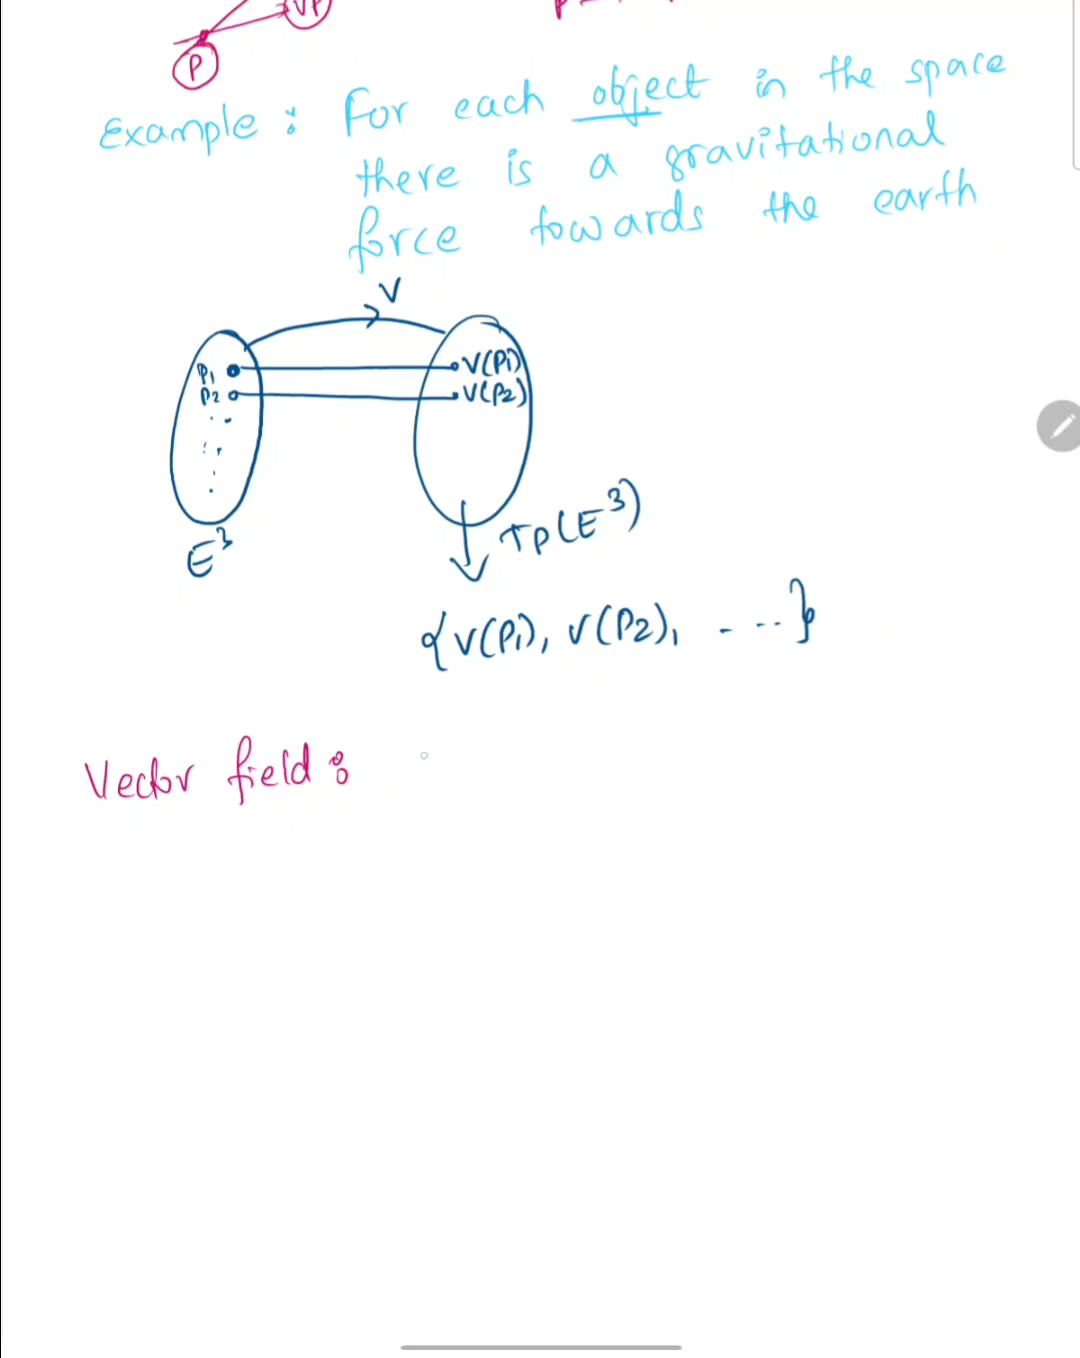 VP
P
Example : For each object in the space
there is a gravitational
force towards the earth
V
P1 V(P1)
P2 V(P2)
TP(E³)
E³
{V(P1), V(P2), - ...}
Vector field :